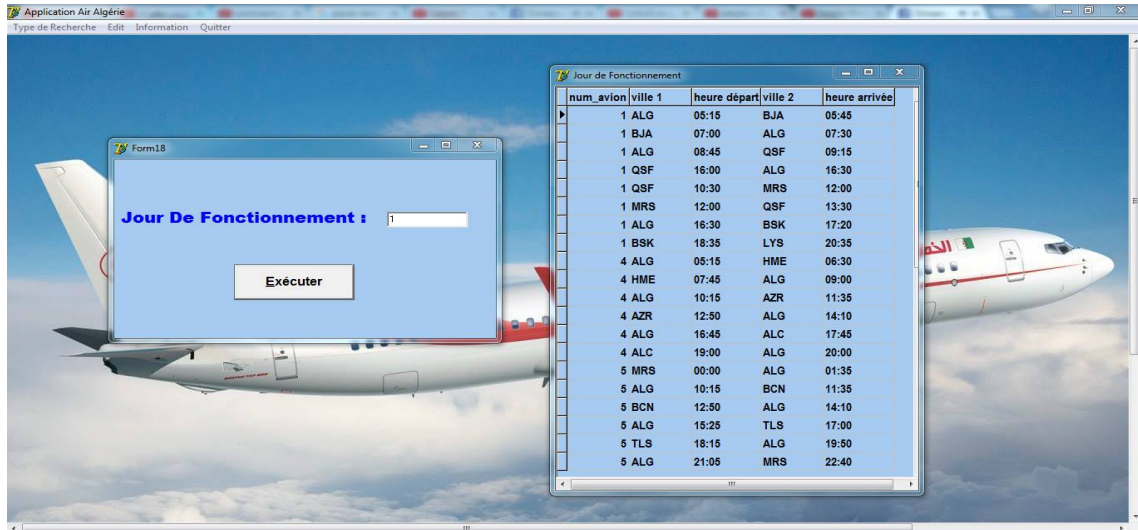 Application Air Algérie
Type de Recherche Edit Information Quitter
Jour de Fonctionnement
num_avion ville 1 heure départ ville 2 heure arrivée
1 ALG 05:15 BJA 05:45
1 BJA 07:00 ALG 07:30
1 ALG 08:45 QSF 09:15
1 QSF 16:00 ALG 16:30
1 QSF 10:30 MRS 12:00
1 MRS 12:00 QSF 13:30
1 ALG 16:30 BSK 17:20
1 BSK 18:35 LYS 20:35
4 ALG 05:15 HME 06:30
4 HME 07:45 ALG 09:00
4 ALG 10:15 AZR 11:35
4 AZR 12:50 ALG 14:10
4 ALG 16:45 ALC 17:45
4 ALC 19:00 ALG 20:00
5 MRS 00:00 ALG 01:35
5 ALG 10:15 BCN 11:35
5 BCN 12:50 ALG 14:10
5 ALG 15:25 TLS 17:00
5 TLS 18:15 ALG 19:50
5 ALG 21:05 MRS 22:40
Form18
Jour De Fonctionnement : 1
Exécuter